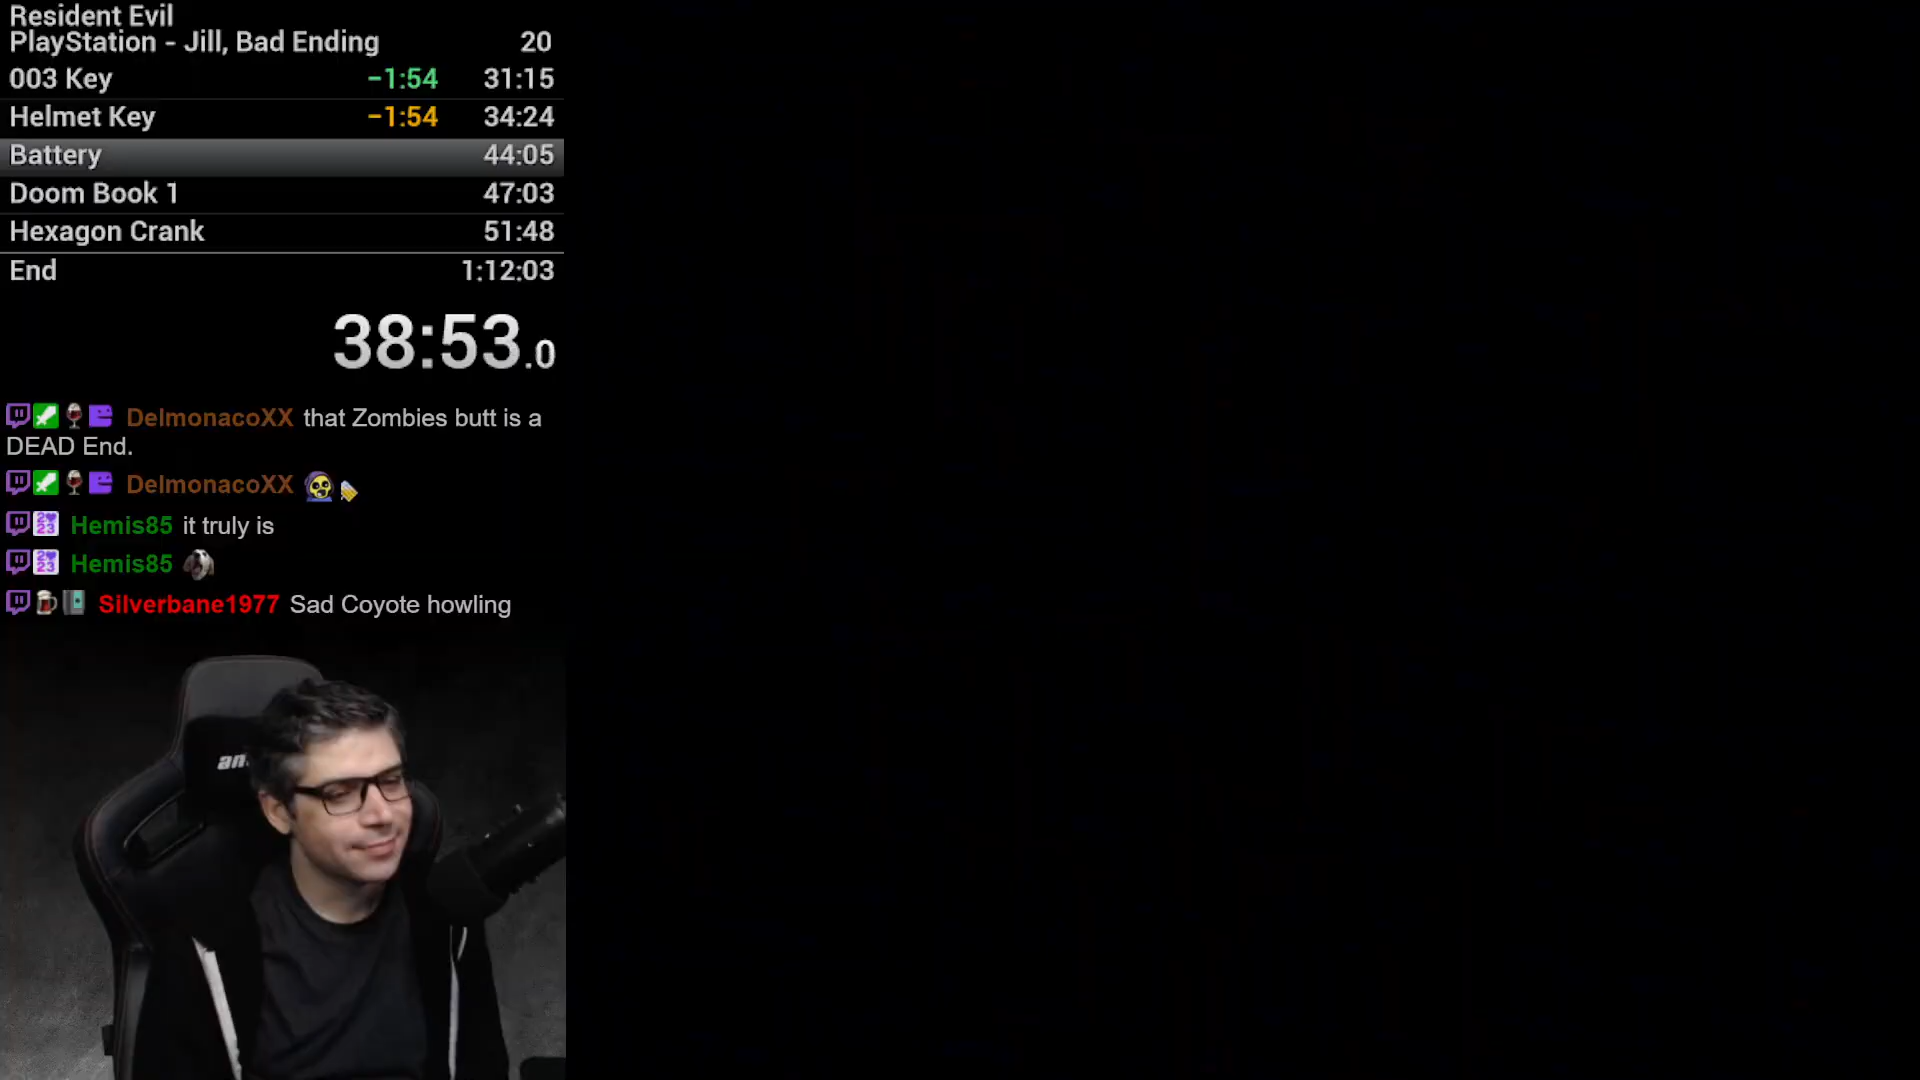 Resident Evil
PlayStation - Jill, Bad Ending 20
003 Key −1:54 31:15
Helmet Key −1:54 34:24
Battery 44:05
Doom Book 1 47:03
Hexagon Crank 51:48
End 1:12:03
38:53.0
DelmonacoXX that Zombies butt is a
DEAD End.
DelmonacoXX
Hemis85 it truly is
Hemis85
Silverbane1977 Sad Coyote howling